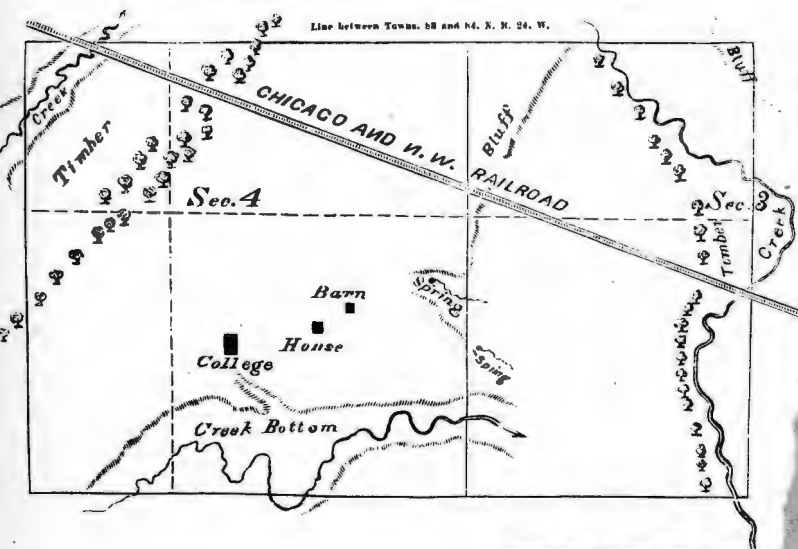 Line between Towns. 83 and 84, N. R. 24, W.
Creek
Timber
CHICAGO AND N.W. RAILROAD
Bluff
Bluff
Sec. 4
Sec. 3
Timber
Creek
Spring
Barn
House
College
Sping
Creek Bottom